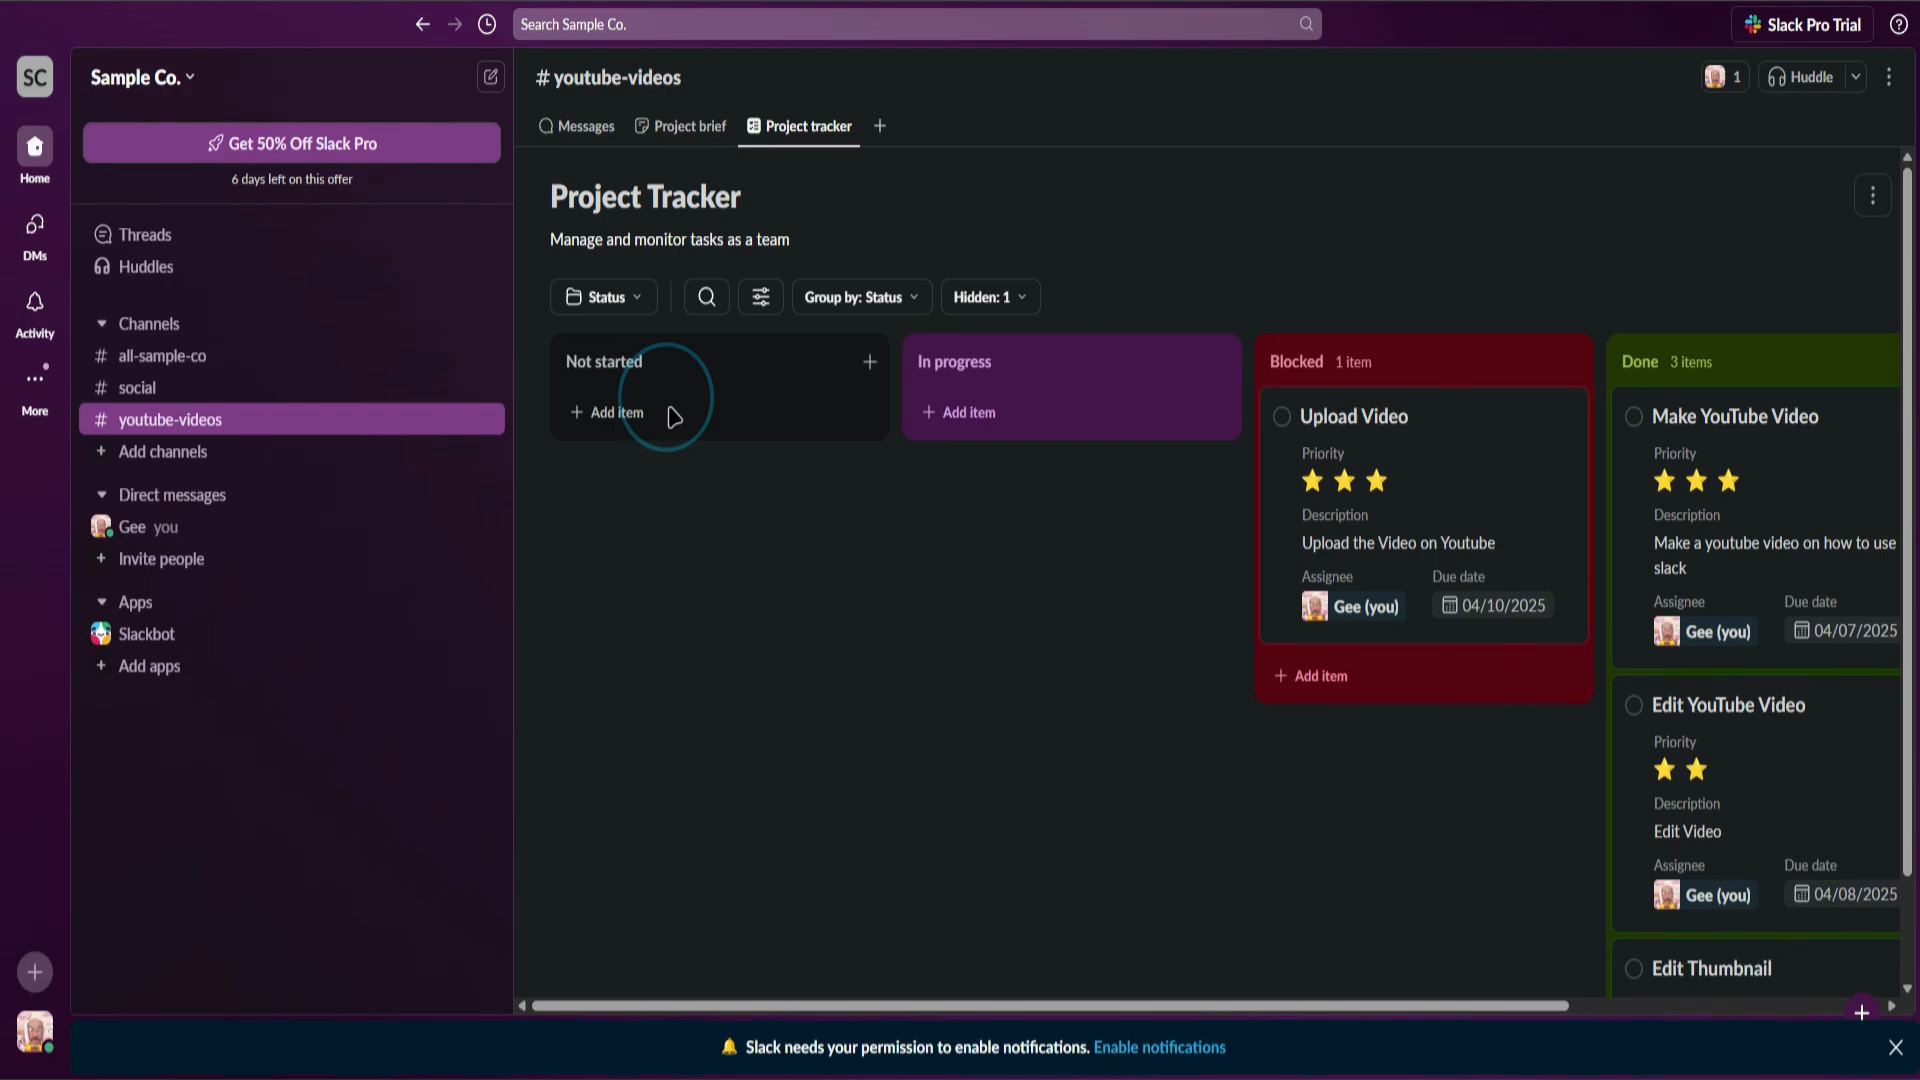 Search Sample Co.
Slack Pro Trial
SC
Home
DMs
Activity
More
Sample Co.
Get 50% Off Slack Pro
6 days left on this offer
Threads
Huddles
Channels
# all-sample-co
# social
# youtube-videos
+ Add channels
Direct messages
Gee you
+ Invite people
Apps
Slackbot
+ Add apps
# youtube-videos
1
Huddle
Messages
Project brief
Project tracker
Project Tracker
Manage and monitor tasks as a team
Status
Group by: Status
Hidden: 1
Not started
+ Add item
In progress
+ Add item
Blocked 1 item
Upload Video
Priority
Description
Upload the Video on Youtube
Assignee Due date
Gee (you) 04/10/2025
+ Add item
Done 3 items
Make YouTube Video
Priority
Description
Make a youtube video on how to use
slack
Assignee Due date
Gee (you) 04/07/2025
Edit YouTube Video
Priority
Description
Edit Video
Assignee Due date
Gee (you) 04/08/2025
Edit Thumbnail
Slack needs your permission to enable notifications. Enable notifications